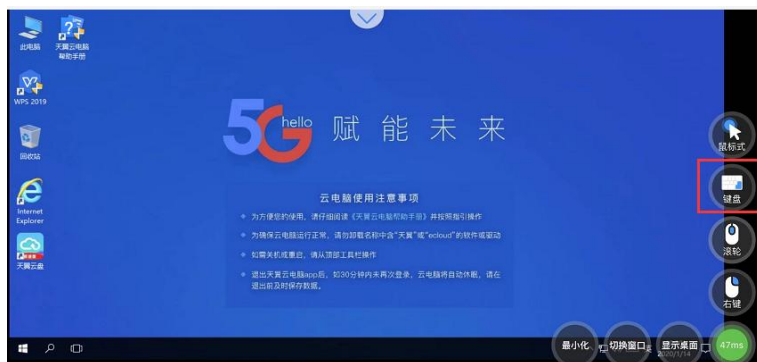 此电脑
天翼云电脑
帮助手册
WPS 2019
回收站
Internet
Explorer
天翼云盘
5G hello 赋能未来
云电脑使用注意事项
为方便您的使用，请仔细阅读《天翼云电脑帮助手册》并按照指引操作
为确保云电脑运行正常，请勿卸载名称中含“天翼”或“ecloud”的软件或驱动
如需关机或重启，请从顶部工具栏操作
退出天翼云电脑app后，如30分钟内未再次登录，云电脑将自动休眠，请在
退出前及时保存数据。
鼠标式
键盘
滚轮
右键
最小化
切换窗口
显示桌面
47ms
2020/1/14